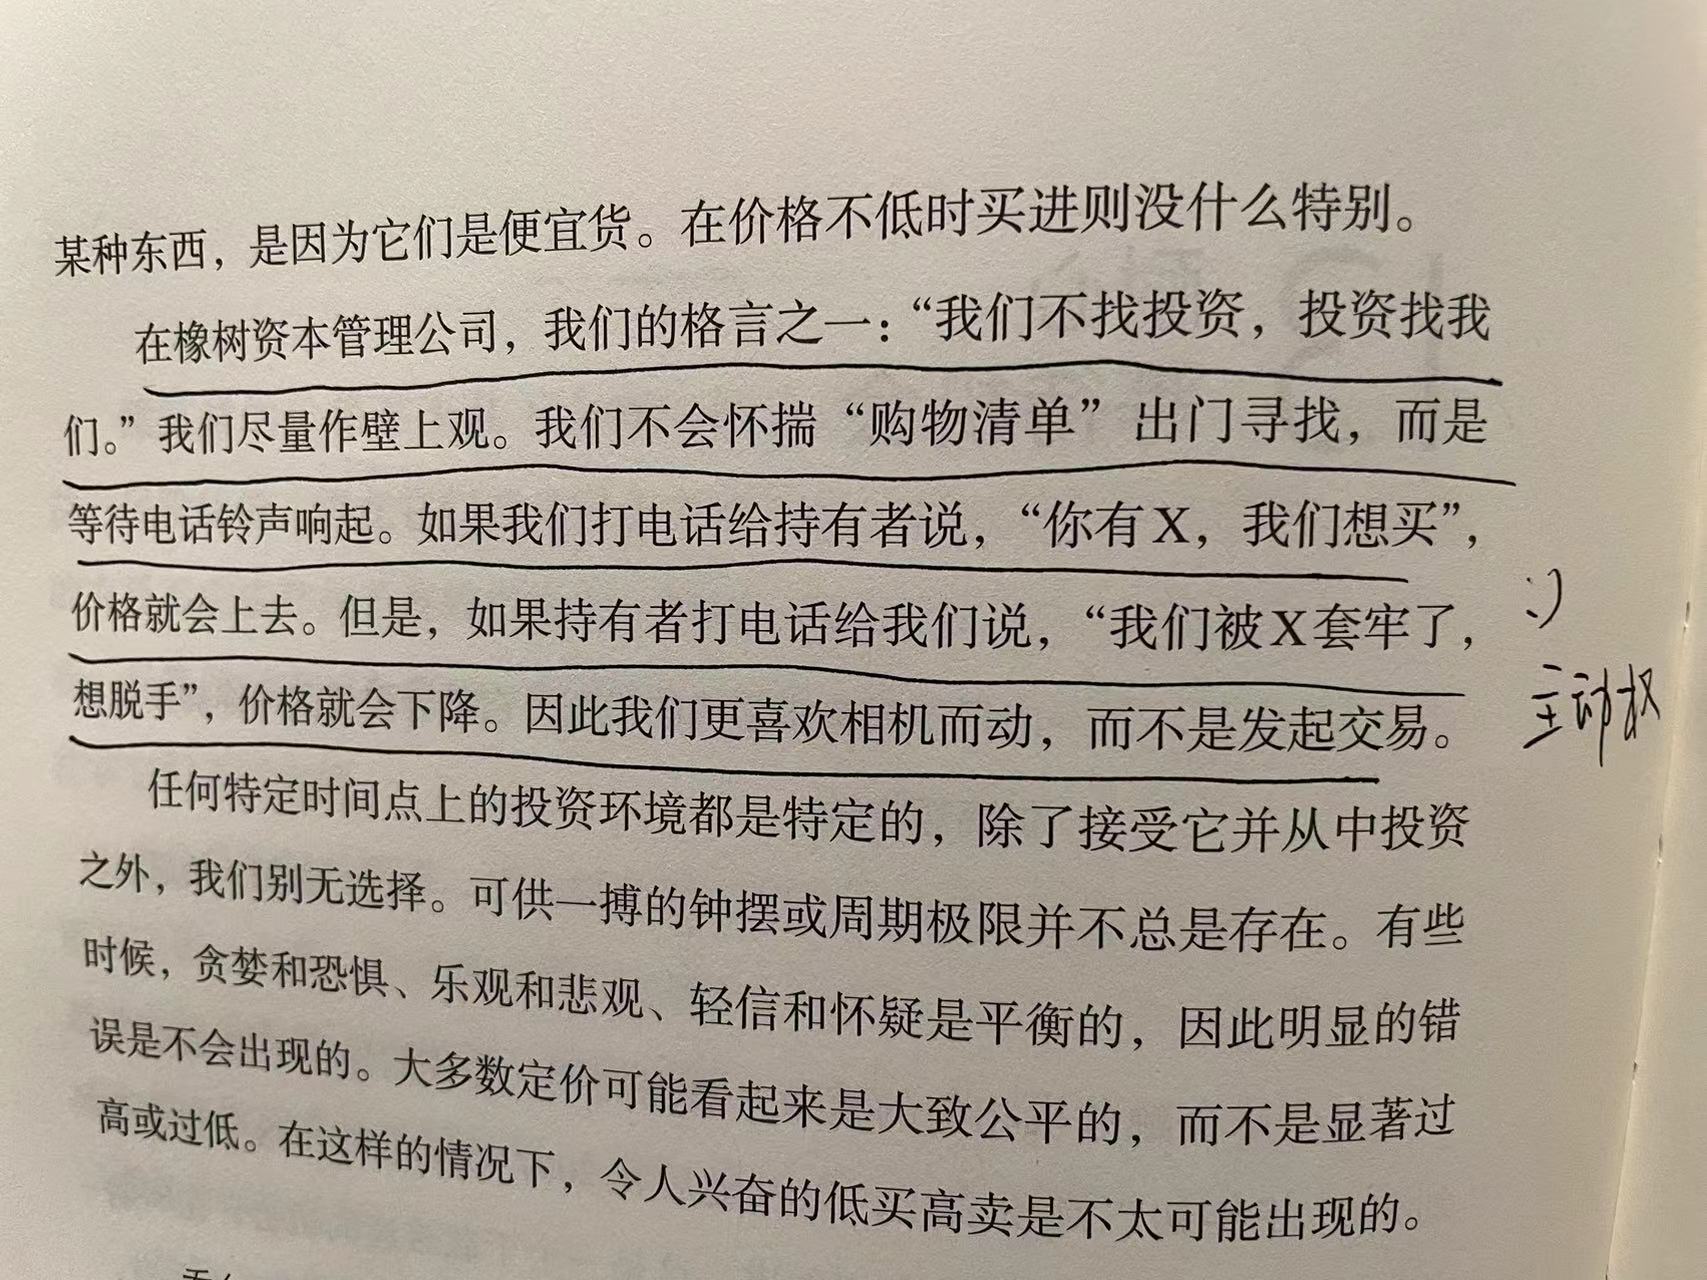 某种东西，是因为它们是便宜货。在价格不低时买进则没什么特别。
在橡树资本管理公司，我们的格言之一：“我们不找投资，投资找我
们。”我们尽量作壁上观。我们不会怀揣“购物清单”出门寻找，而是
等待电话铃声响起。如果我们打电话给持有者说，“你有X，我们想买”，
价格就会上去。但是，如果持有者打电话给我们说，“我们被X套牢了，
:)
想脱手”，价格就会下降。因此我们更喜欢相机而动，而不是发起交易。
主动权
任何特定时间点上的投资环境都是特定的，除了接受它并从中投资
之外，我们别无选择。可供一搏的钟摆或周期极限并不总是存在。有些
时候，贪婪和恐惧、乐观和悲观、轻信和怀疑是平衡的，因此明显的错
误是不会出现的。大多数定价可能看起来是大致公平的，而不是显著过
高或过低。在这样的情况下，令人兴奋的低买高卖是不太可能出现的。